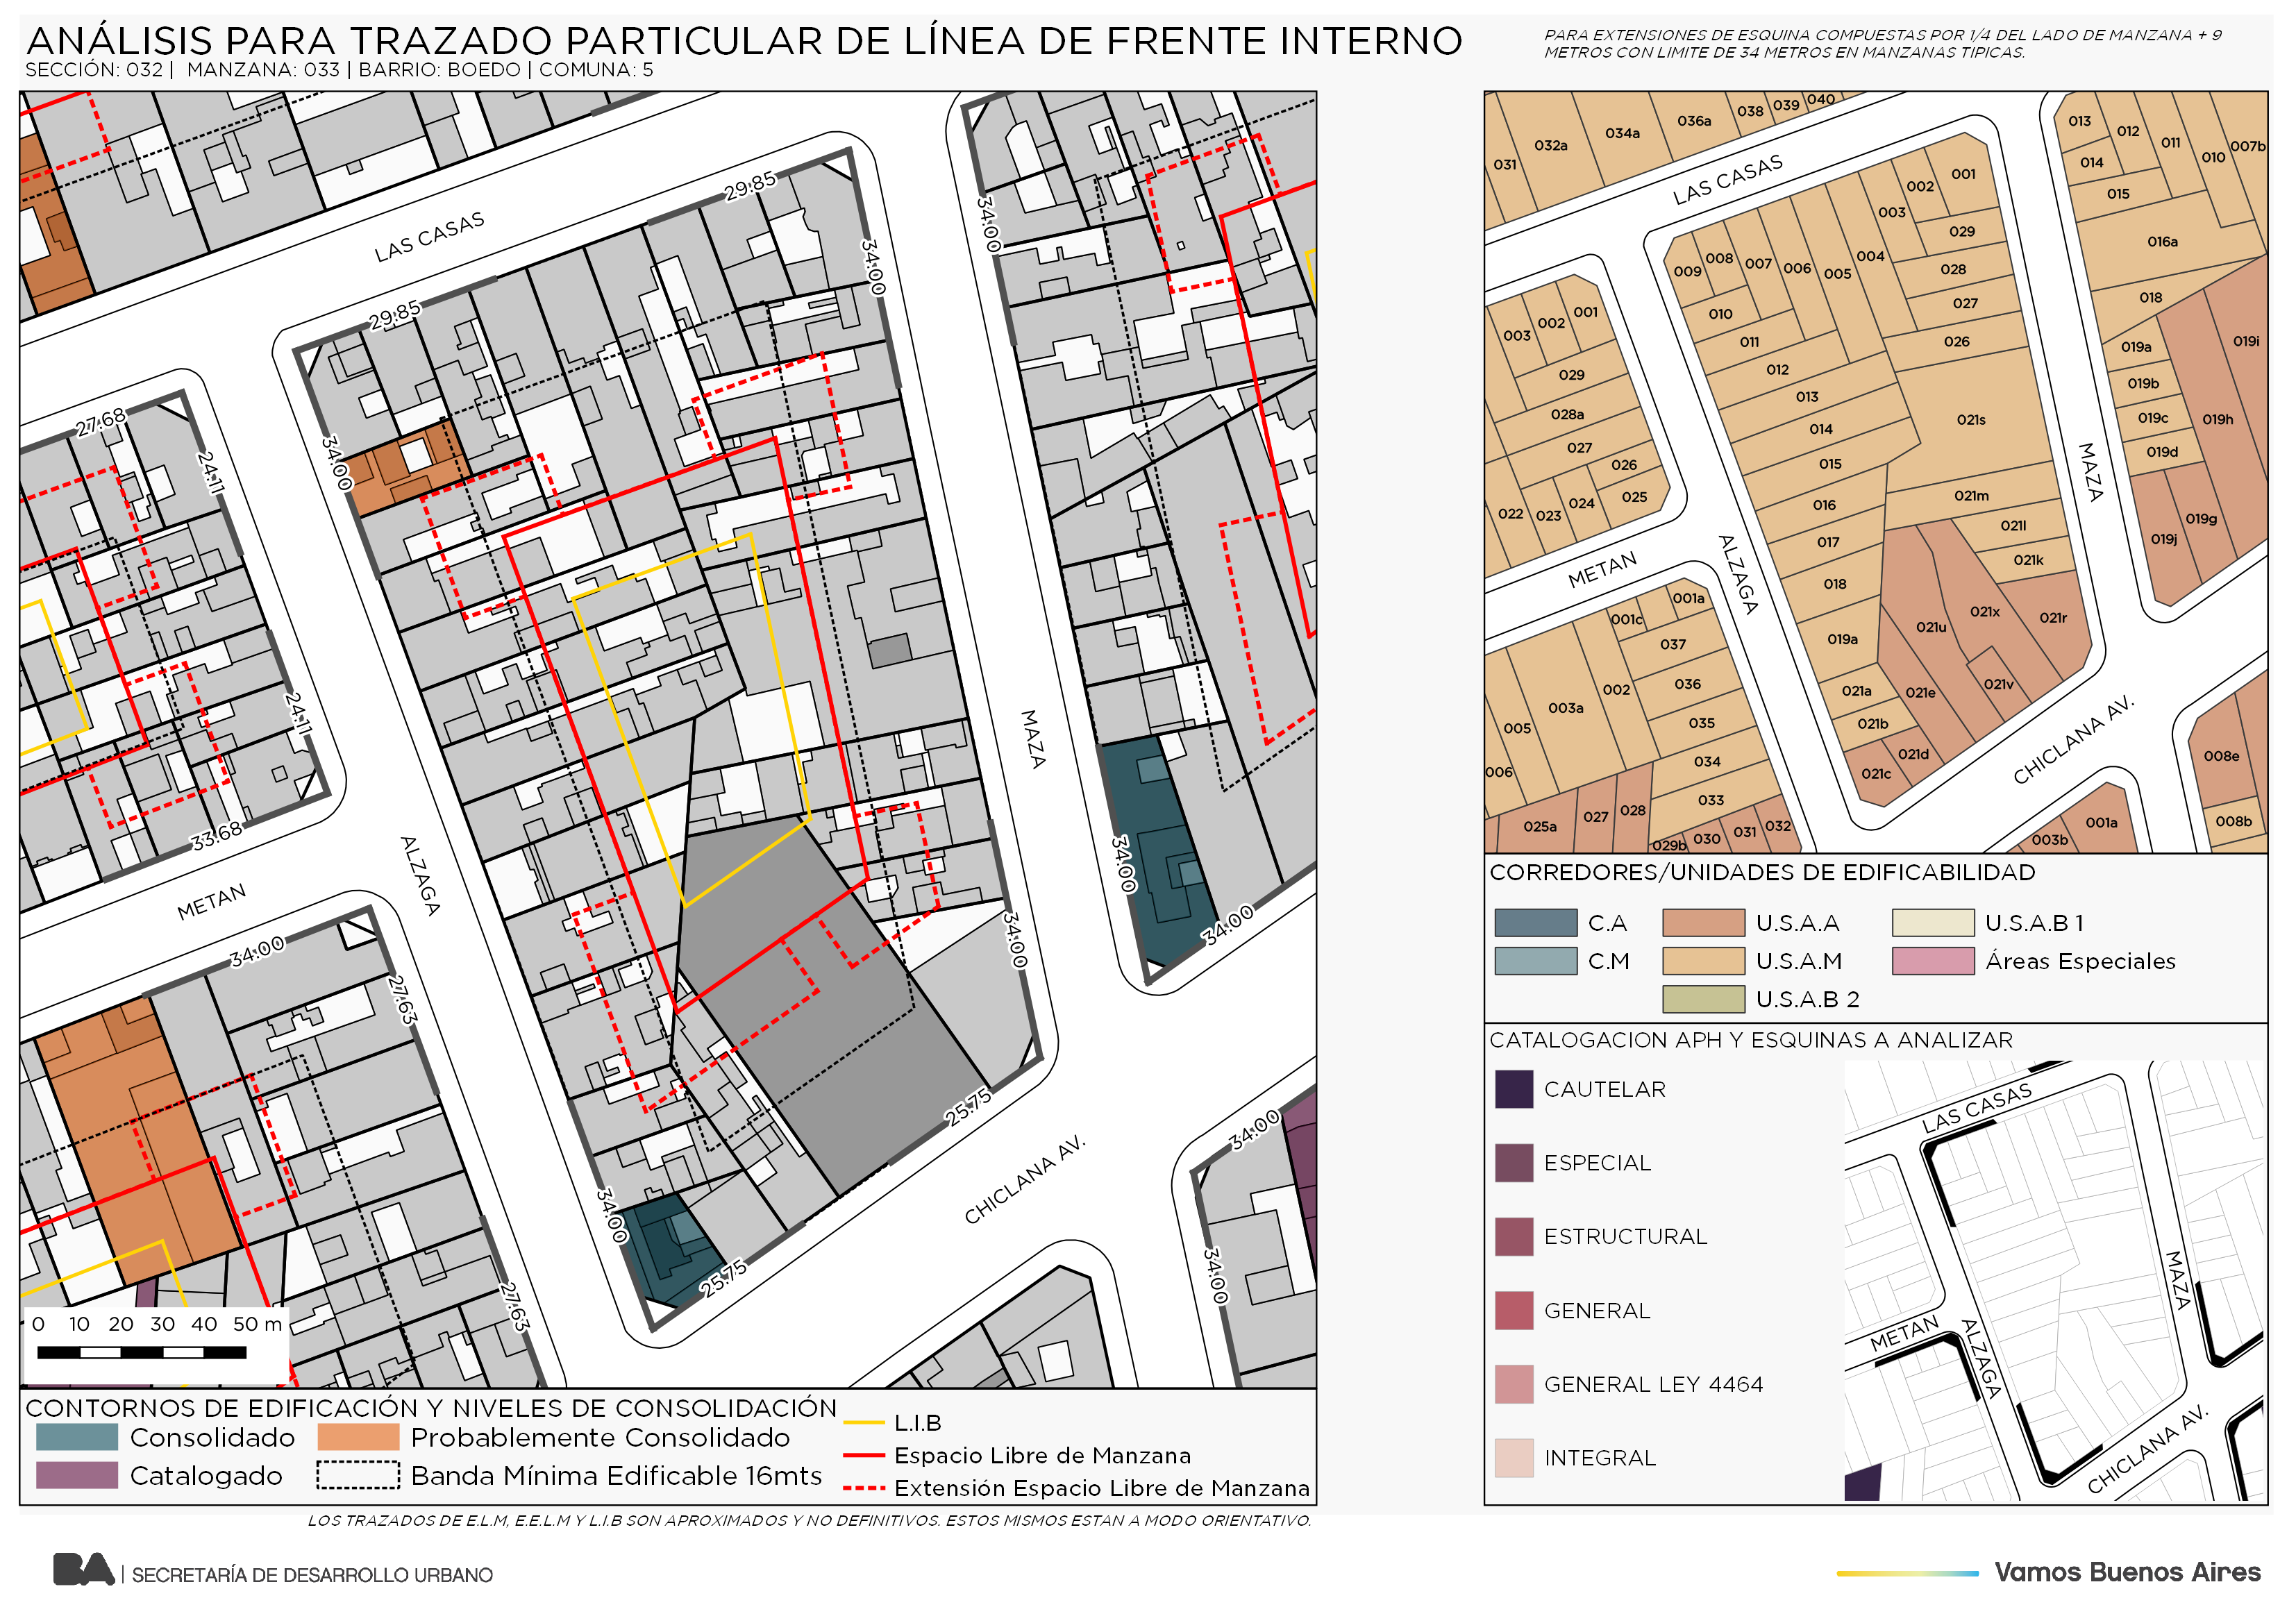 ANÁLISIS PARA TRAZADO PARTICULAR DE LÍNEA DE FRENTE INTERNO
SECCIÓN: 032 | MANZANA: 033 | BARRIO: BOEDO | COMUNA: 5
PARA EXTENSIONES DE ESQUINA COMPUESTAS POR 1/4 DEL LADO DE MANZANA + 9
METROS CON LIMITE DE 34 METROS EN MANZANAS TIPICAS.
LAS CASAS
29.85
29.85
34.00
34.00
27.68
24.11
34.00
24.11
33.68
METAN
ALZAGA
MAZA
34.00
34.00
34.00
34.00
27.63
25.75
34.00
34.00
25.75
CHICLANA AV.
34.00
27.63
0 10 20 30 40 50 m
CONTORNOS DE EDIFICACIÓN Y NIVELES DE CONSOLIDACIÓN
Consolidado
Probablemente Consolidado
Catalogado
Banda Mínima Edificable 16mts
L.I.B
Espacio Libre de Manzana
Extensión Espacio Libre de Manzana
LOS TRAZADOS DE E.L.M, E.E.L.M Y L.I.B SON APROXIMADOS Y NO DEFINITIVOS. ESTOS MISMOS ESTAN A MODO ORIENTATIVO.
031
032a
034a
036a
038
039
040
013
012
011
010
007b
014
015
016a
018
019a
019b
019c
019d
019i
019h
019g
019j
LAS CASAS
001
002
003
004
005
006
007
008
009
010
011
012
013
014
015
016
017
018
019a
021a
021b
021c
021d
021e
021u
021v
021x
021r
021k
021l
021m
021s
026
027
028
029
003
002
001
029
028a
027
026
025
024
023
022
METAN
ALZAGA
MAZA
CHICLANA AV.
001a
001c
037
002
036
003a
035
005
034
006
033
025a
027
028
029b
030
031
032
008e
008b
001a
003b
CORREDORES/UNIDADES DE EDIFICABILIDAD
C.A
U.S.A.A
U.S.A.B 1
C.M
U.S.A.M
Áreas Especiales
U.S.A.B 2
CATALOGACION APH Y ESQUINAS A ANALIZAR
CAUTELAR
ESPECIAL
ESTRUCTURAL
GENERAL
GENERAL LEY 4464
INTEGRAL
LAS CASAS
MAZA
METAN
ALZAGA
CHICLANA AV.
BA | SECRETARÍA DE DESARROLLO URBANO
Vamos Buenos Aires